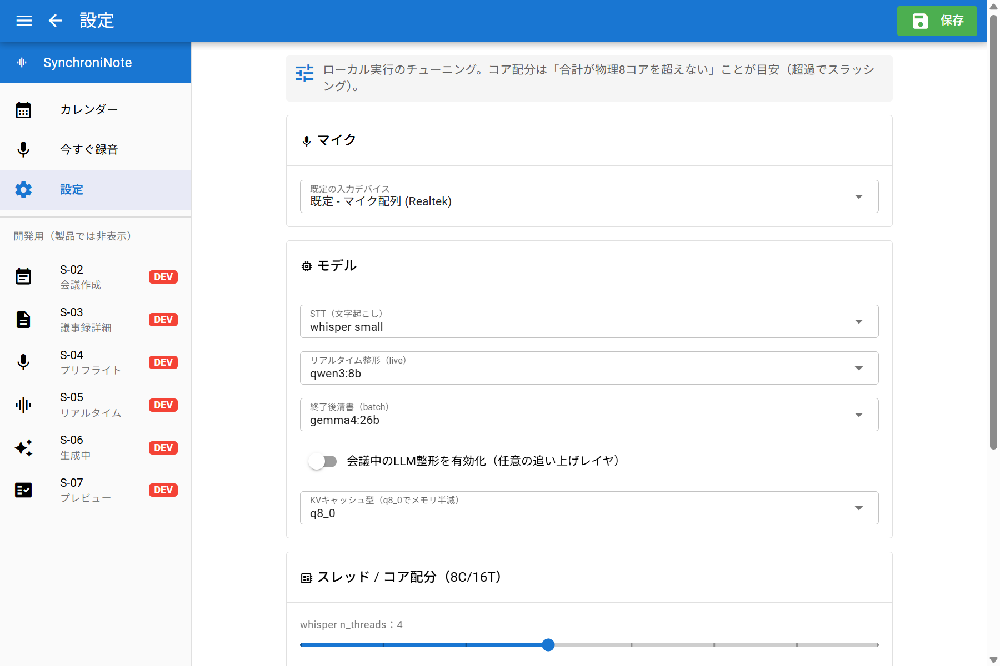 設定
保存
SynchroniNote
カレンダー
今すぐ録音
設定
開発用（製品では非表示）
S-02
会議作成
DEV
S-03
議事録詳細
DEV
S-04
プリフライト
DEV
S-05
リアルタイム
DEV
S-06
生成中
DEV
S-07
プレビュー
DEV
ローカル実行のチューニング。コア配分は「合計が物理8コアを超えない」ことが目安（超過でスラッシ
ング）。
マイク
既定の入力デバイス
既定 - マイク配列 (Realtek)
モデル
STT（文字起こし）
whisper small
リアルタイム整形（live）
qwen3:8b
終了後清書（batch）
gemma4:26b
会議中のLLM整形を有効化（任意の追い上げレイヤ）
KVキャッシュ型（q8_0でメモリ半減）
q8_0
スレッド / コア配分（8C/16T）
whisper n_threads：4